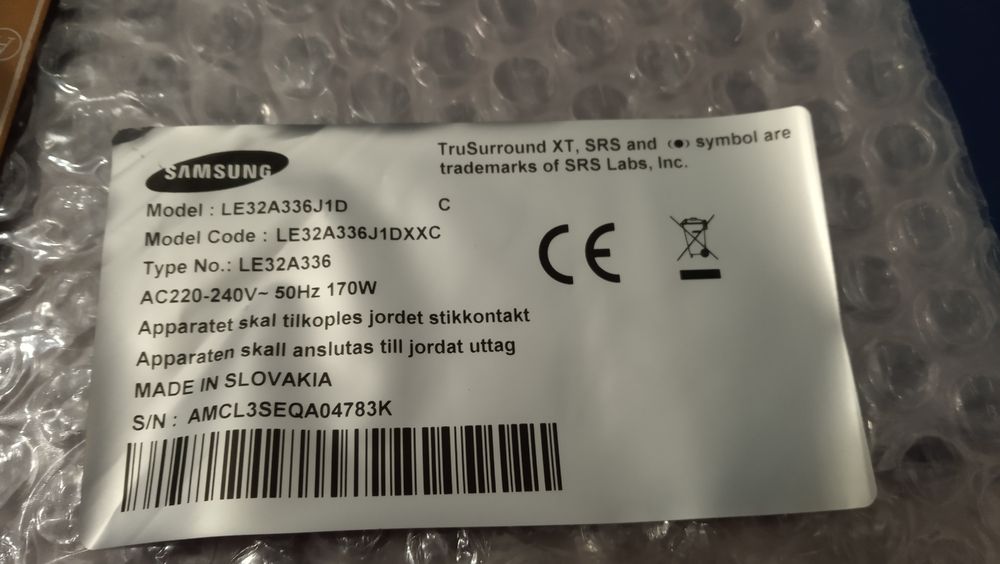 SAMSUNG
TruSurround XT, SRS and (●) symbol are
trademarks of SRS Labs, Inc.
Model : LE32A336J1D C
Model Code : LE32A336J1DXXC
Type No.: LE32A336
AC220-240V~ 50Hz 170W
Apparatet skal tilkoples jordet stikkontakt
Apparaten skall anslutas till jordat uttag
MADE IN SLOVAKIA
S/N : AMCL3SEQA04783K
CE